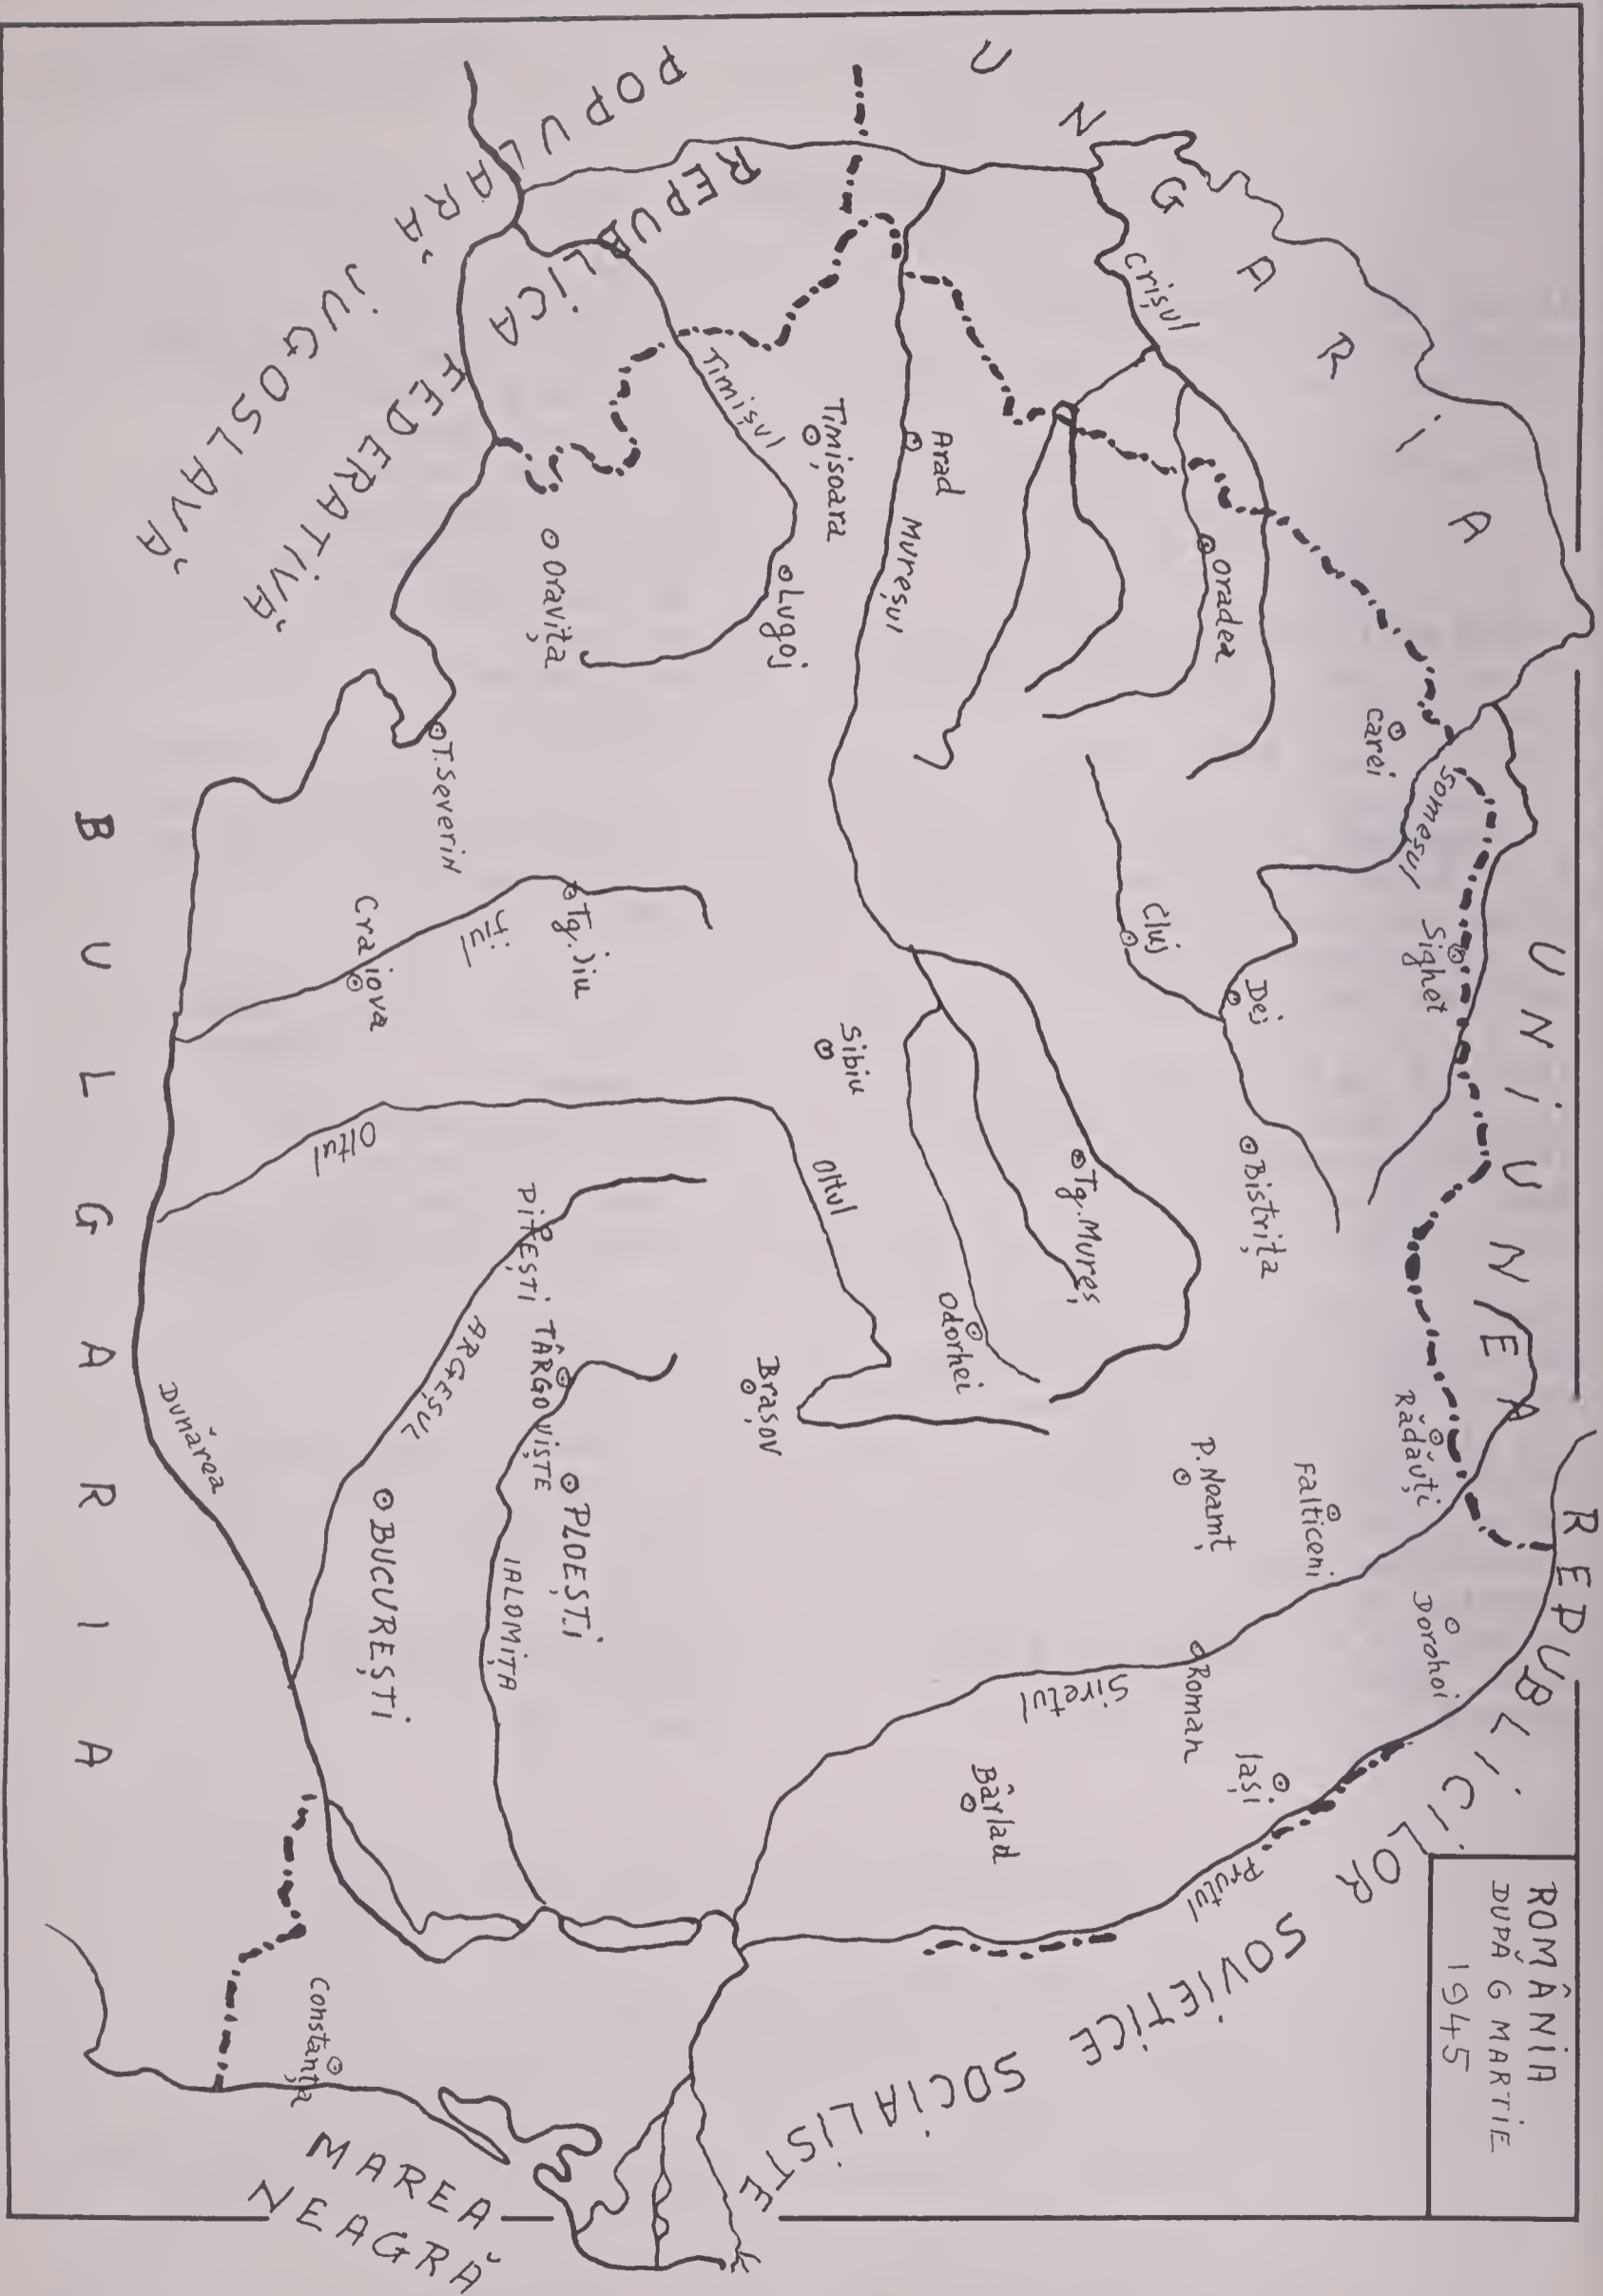 ROMÂNIA
DUPĂ 6 MARTIE
1945
UNIUNEA
REPUBLICILOR
SOVIETICE SOCIALISTE
UNGARIA
REPUBLICA
POPULARĂ
FEDERATIVĂ
JUGOSLAVĂ
BULGARIA
MAREA
NEAGRĂ
Sighet
Someșul
Carei
Rădăuți
Dorohoi
Falticeni
Dej
Bistrița
Oradea
Crișul
Cluj
P. Noamț
Iași
Roman
Prutul
Siretul
Tg. Mureș
Odorhei
Bârlad
Arad
Mureșul
Timișoara
Timișul
Lugoj
Sibiu
Oltul
Brașov
Oravița
Tg. Jiu
Jiul
PITEȘTI
TÂRGOVIȘTE
PLOEȘTI
IALOMIȚA
ARGEȘUL
T. Severin
Craiova
Oltul
BUCUREȘTI
Dunărea
Constanța